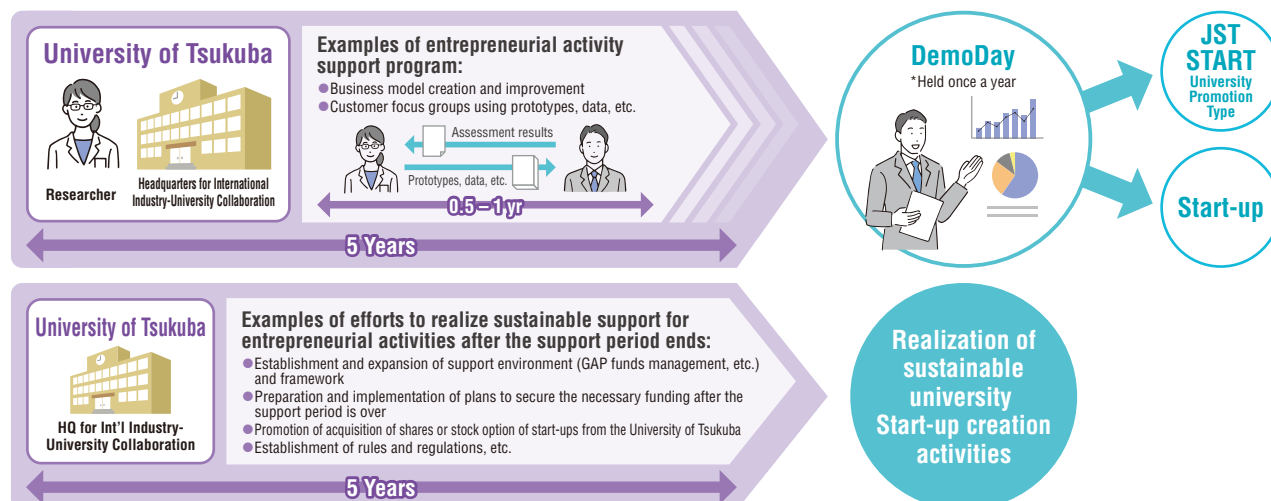 University of Tsukuba
Researcher
Headquarters for International
Industry-University Collaboration
Examples of entrepreneurial activity
support program:
●Business model creation and improvement
●Customer focus groups using prototypes, data, etc.
Assessment results
Prototypes, data, etc.
0.5–1 yr
5 Years
DemoDay
*Held once a year
JST
START
University
Promotion
Type
Start-up
University of Tsukuba
HQ for Int'l Industry-
University Collaboration
Examples of efforts to realize sustainable support for
entrepreneurial activities after the support period ends:
●Establishment and expansion of support environment (GAP funds management, etc.)
and framework
●Preparation and implementation of plans to secure the necessary funding after the
support period is over
●Promotion of acquisition of shares or stock option of start-ups from the University of Tsukuba
●Establishment of rules and regulations, etc.
5 Years
Realization of
sustainable
university
Start-up creation
activities